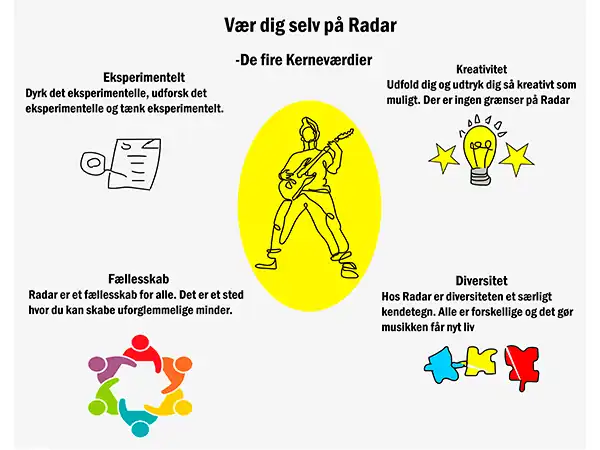 Vær dig selv på Radar
-De fire Kerneværdier
Eksperimentelt
Dyrk det eksperimentelle, udforsk det
eksperimentelle og tænk eksperimentelt.
Kreativitet
Udfold dig og udtryk dig så kreativt som
muligt. Der er ingen grænser på Radar
Fællesskab
Radar er et fællesskab for alle. Det er et sted
hvor du kan skabe uforglemmelige minder.
Diversitet
Hos Radar er diversiteten et særligt
kendetegn. Alle er forskellige og det gør
musikken får nyt liv